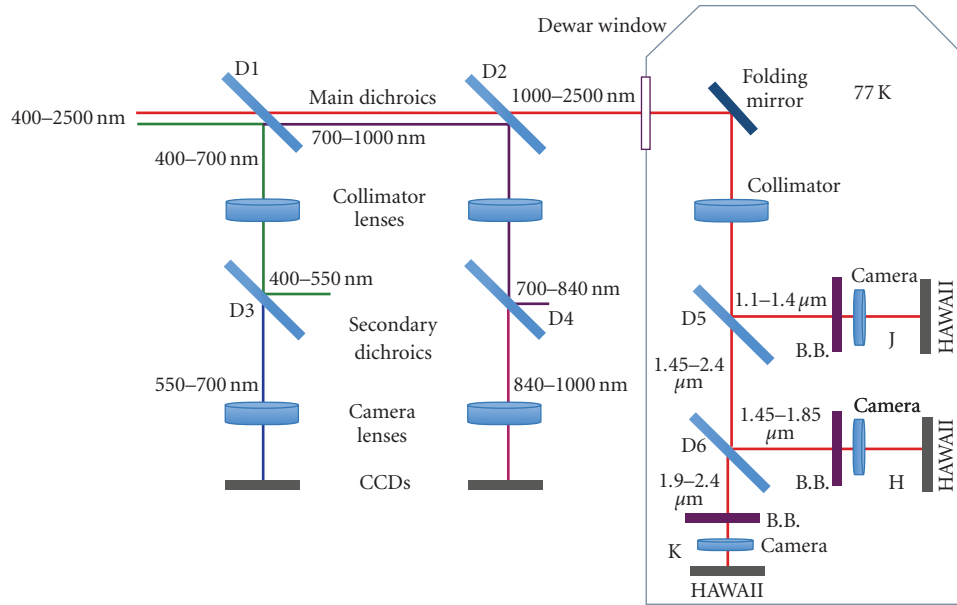 Dewar window
D1
D2
Main dichroics
1000–2500 nm
Folding
mirror
77 K
400–2500 nm
700–1000 nm
400–700 nm
Collimator
lenses
Collimator
400–550 nm
700–840 nm
D3
D4
Secondary
dichroics
1.1–1.4 μm
Camera
D5
B.B.
J
HAWAII
550–700 nm
840–1000 nm
1.45–2.4
μm
Camera
lenses
1.45–1.85
μm
Camera
D6
B.B.
H
HAWAII
CCDs
1.9–2.4
μm
B.B.
K
Camera
HAWAII